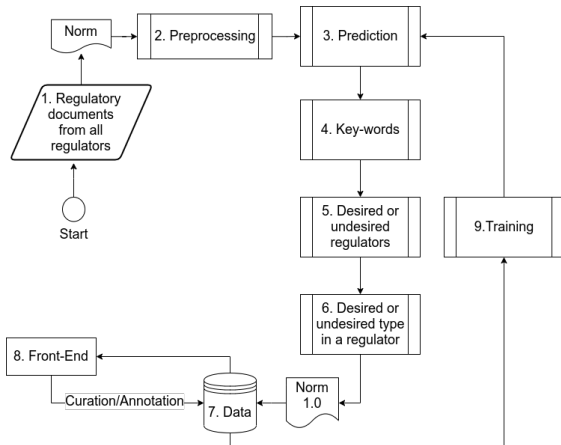 Norm
2. Preprocessing
3. Prediction
1. Regulatory
documents
from all
regulators
4. Key-words
Start
5. Desired or
undesired
regulators
9.Training
6. Desired or
undesired type
in a regulator
8. Front-End
Curation/Annotation
7. Data
Norm
1.0